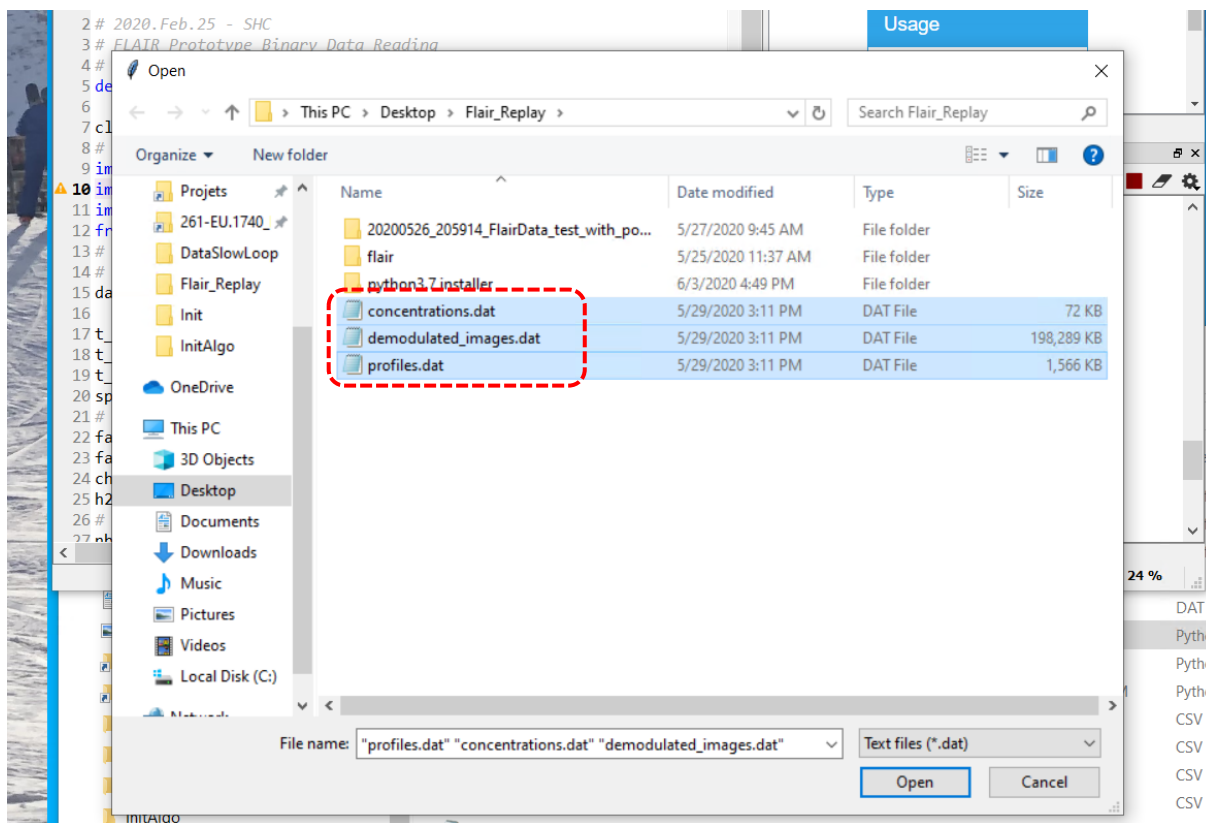 2 # 2020.Feb.25 - SHC
Usage
3 # FLAIR Prototype Binary Data Reading
4 #
5 de
6
7 cl
8 #
9 im
10 im
11 im
12 fr
13 #
14 #
15 da
16
17 t_
18 t_
19 t_
20 sp
21 #
22 fa
23 fa
24 ch
25 h2
26 #
27 nb
Open
This PC > Desktop > Flair_Replay >
Search Flair_Replay
Organize
New folder
Projets
261-EU.1740_
DataSlowLoop
Flair_Replay
Init
InitAlgo
OneDrive
This PC
3D Objects
Desktop
Documents
Downloads
Music
Pictures
Videos
Local Disk (C:)
Network
Name Date modified Type Size
20200526_205914_FlairData_test_with_po... 5/27/2020 9:45 AM File folder
flair 5/25/2020 11:37 AM File folder
python3.7 installer 6/3/2020 4:49 PM File folder
concentrations.dat 5/29/2020 3:11 PM DAT File 72 KB
demodulated_images.dat 5/29/2020 3:11 PM DAT File 198,289 KB
profiles.dat 5/29/2020 3:11 PM DAT File 1,566 KB
File name: "profiles.dat" "concentrations.dat" "demodulated_images.dat" Text files (*.dat)
Open Cancel
24 %
DAT
Pyth
Pyth
Pyth
CSV
CSV
CSV
CSV
InitAlgo